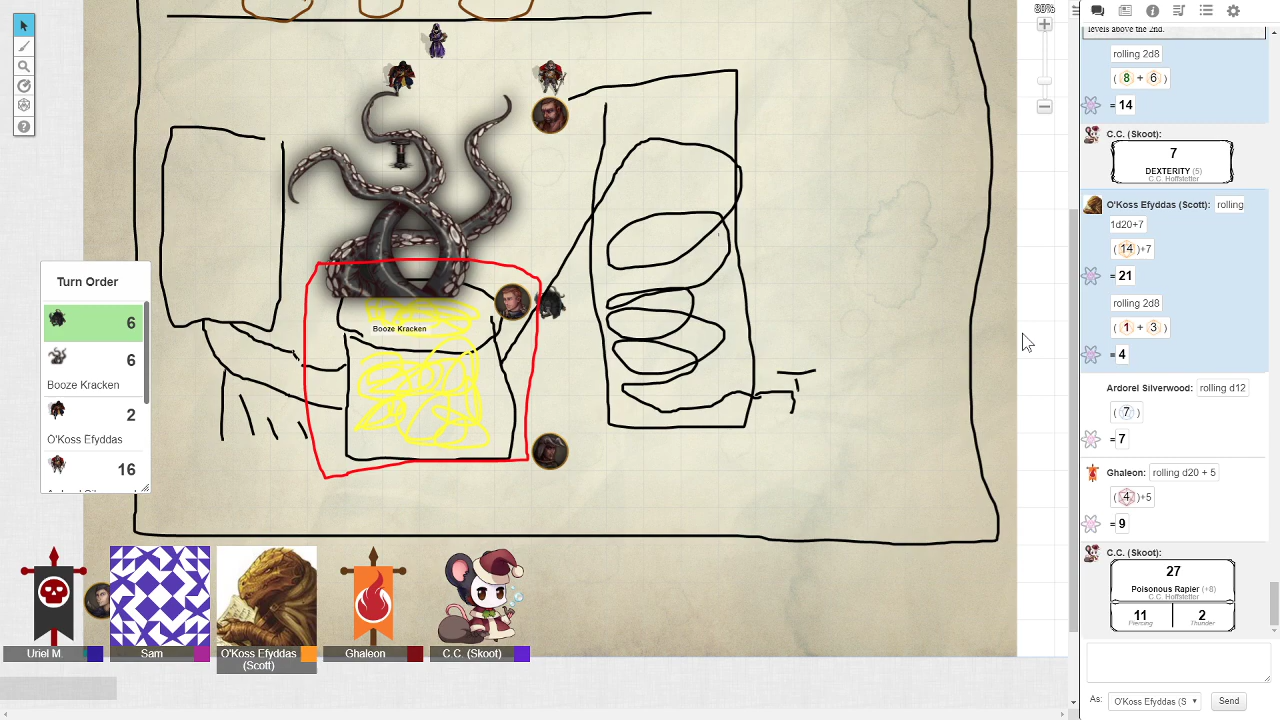 88%
levels above the 2nd.
rolling 2d8
( 8 + 6 )
= 14
C.C. (Skoot):
7
DEXTERITY (5)
C.C. Hoffstetter
O'Koss Efyddas (Scott): rolling
1d20+7
(14)+7
= 21
rolling 2d8
( 1 + 3 )
= 4
Ardorel Silverwood: rolling d12
( 7 )
= 7
Ghaleon: rolling d20 + 5
( 4 )+5
= 9
C.C. (Skoot):
27
Poisonous Rapier (+8)
C.C. Hoffstetter
11 2
Piercing Thunder
As: O'Koss Efyddas (S Send
Turn Order
6
6
Booze Kracken
2
O'Koss Efyddas
16
Booze Kracken
Uriel M. Sam O'Koss Efyddas (Scott) Ghaleon C.C. (Skoot)